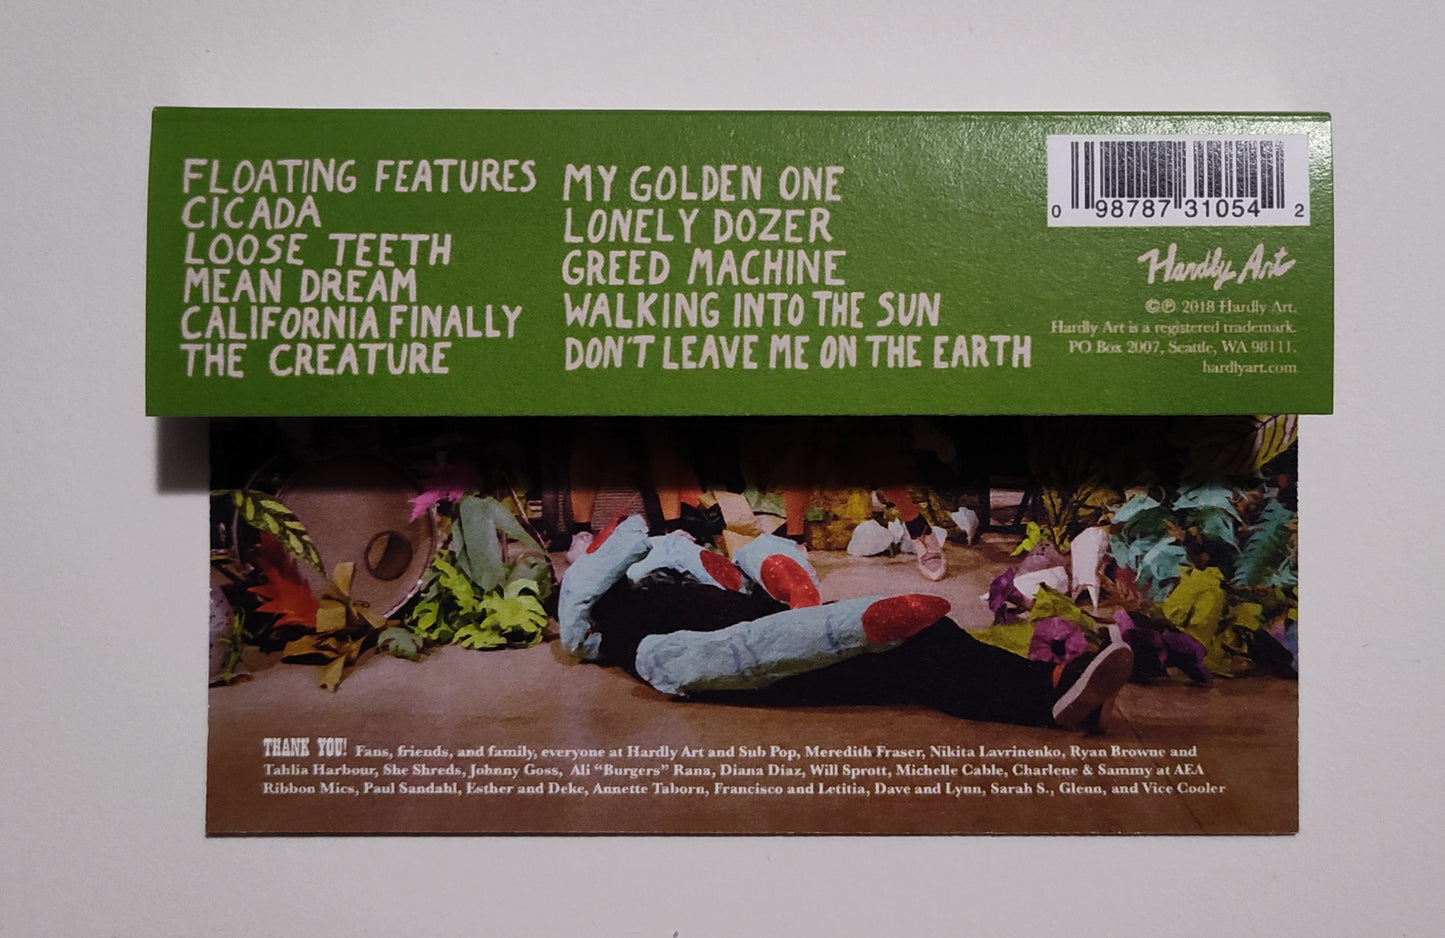 FLOATING FEATURES
CICADA
LOOSE TEETH
MEAN DREAM
CALIFORNIA FINALLY
THE CREATURE
MY GOLDEN ONE
LONELY DOZER
GREED MACHINE
WALKING INTO THE SUN
DON'T LEAVE ME ON THE EARTH
0 98787 31054 2
Hardly Art
©℗ 2018 Hardly Art.
Hardly Art is a registered trademark.
PO Box 2007, Seattle, WA 98111.
hardlyart.com
THANK YOU! Fans, friends, and family, everyone at Hardly Art and Sub Pop, Meredith Fraser, Nikita Lavrinenko, Ryan Browne and
Tahlia Harbour, She Shreds, Johnny Goss, Ali “Burgers” Rana, Diana Diaz, Will Sprott, Michelle Cable, Charlene & Sammy at AEA
Ribbon Mics, Paul Sandahl, Esther and Deke, Annette Taborn, Francisco and Letitia, Dave and Lynn, Sarah S., Glenn, and Vice Cooler